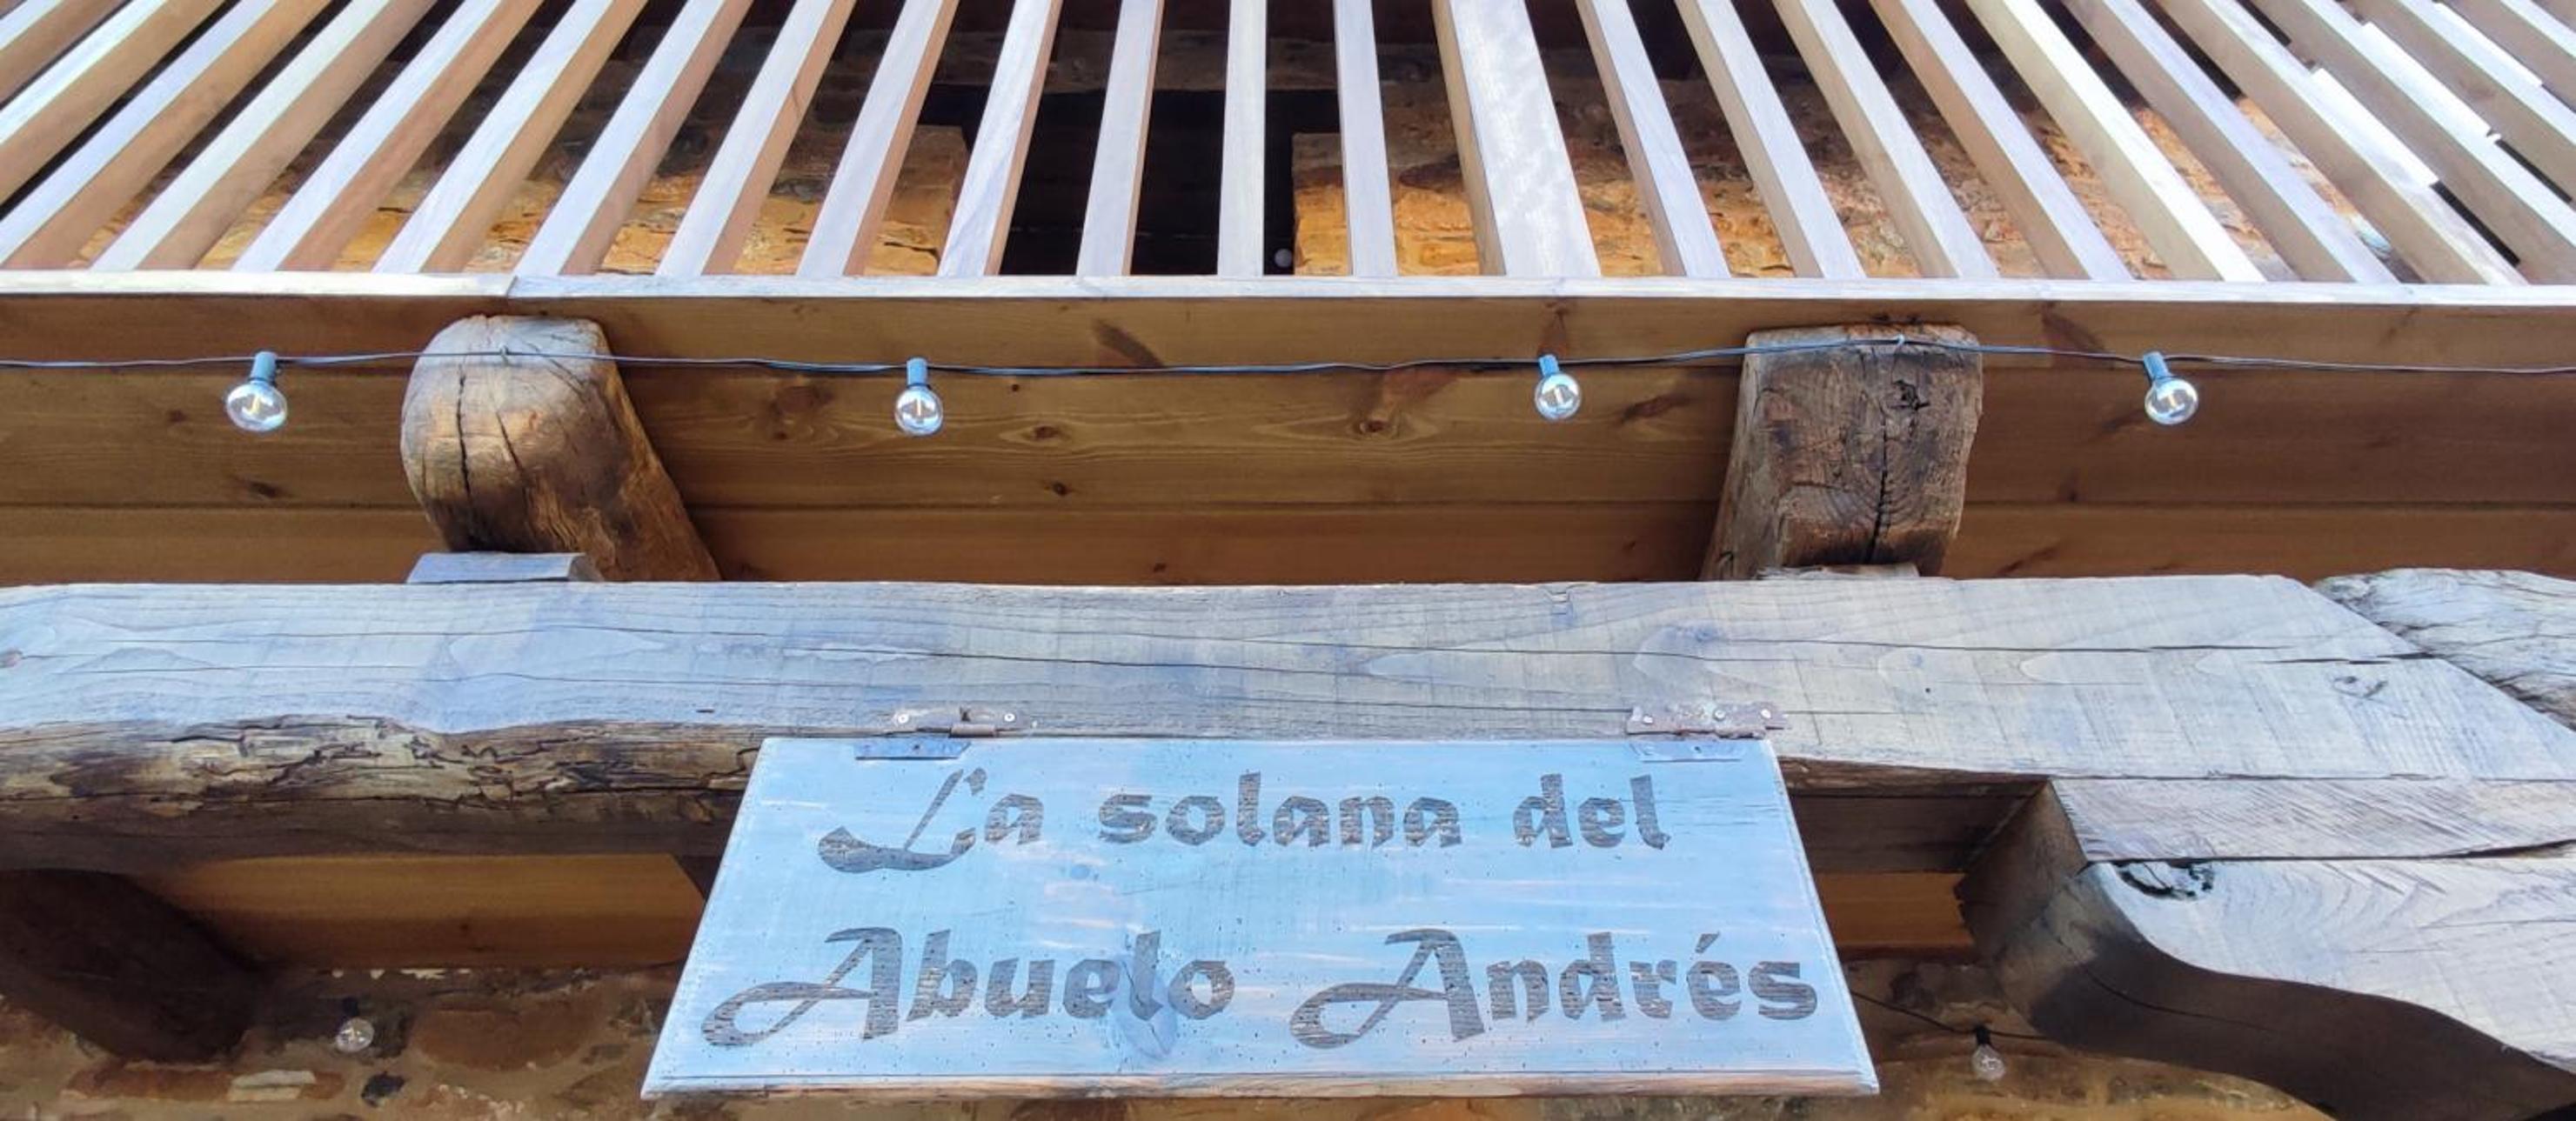 La solana del
Abuelo Andrés